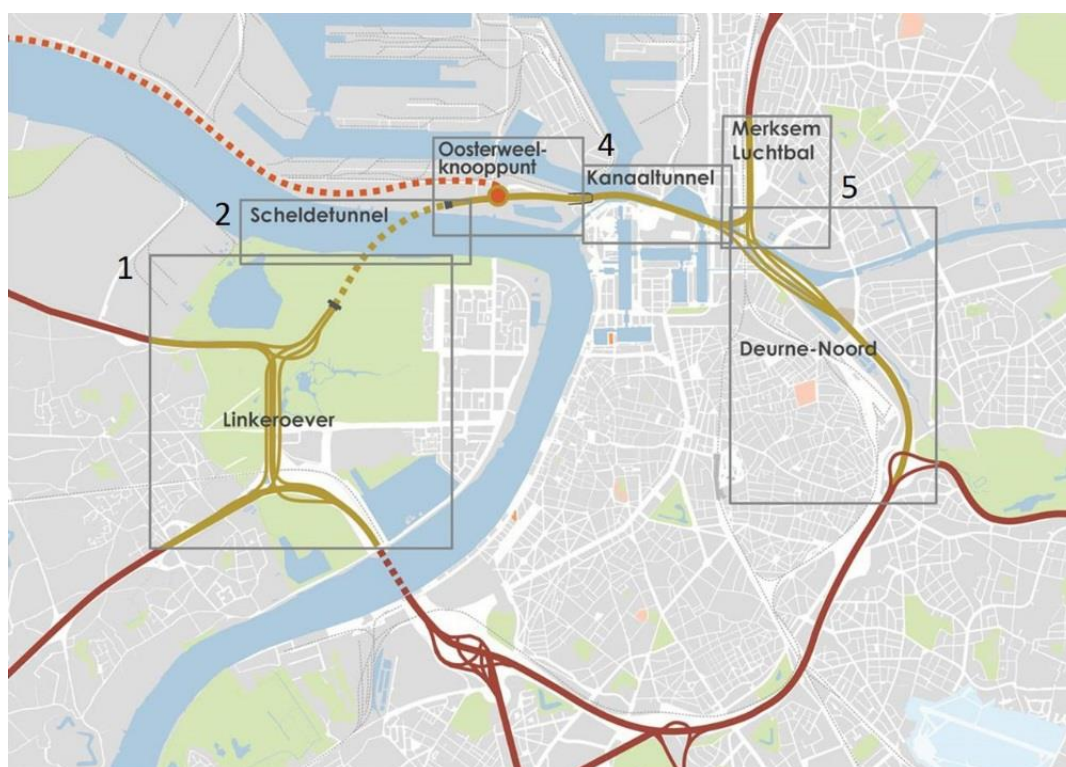 Oosterweel-
knooppunt
4
Kanaaltunnel
Merksem
Luchtbal
5
2
Scheldetunnel
1
Deurne-Noord
Linkeroever